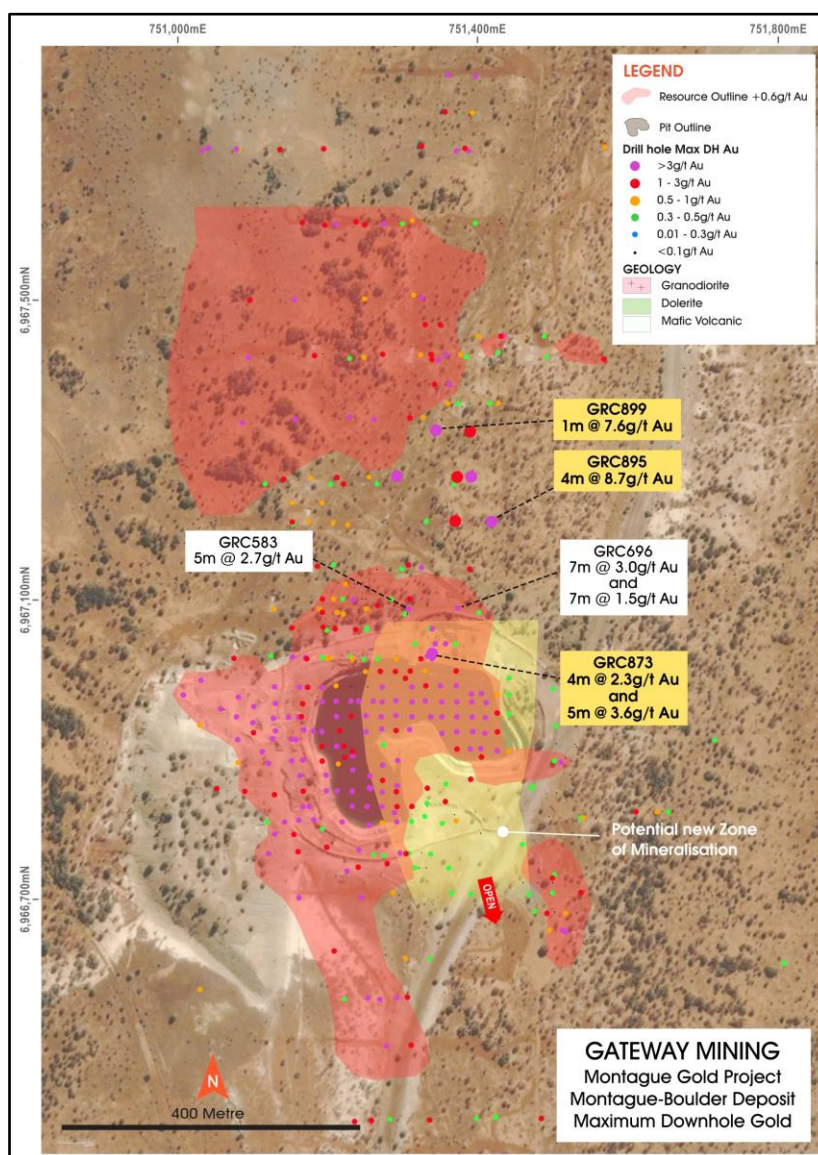 751,000mE
751,400mE
751,800mE
6,967,500mN
6,967,100mN
6,966,700mN
LEGEND
Resource Outline +0.6g/t Au
Pit Outline
Drill hole Max DH Au
>3g/t Au
1 - 3g/t Au
0.5 - 1g/t Au
0.3 - 0.5g/t Au
0.01 - 0.3g/t Au
<0.1g/t Au
GEOLOGY
Granodiorite
Dolerite
Mafic Volcanic
GRC899
1m @ 7.6g/t Au
GRC895
4m @ 8.7g/t Au
GRC583
5m @ 2.7g/t Au
GRC696
7m @ 3.0g/t Au
and
7m @ 1.5g/t Au
GRC873
4m @ 2.3g/t Au
and
5m @ 3.6g/t Au
Potential new Zone
of Mineralisation
OPEN
N
400 Metre
GATEWAY MINING
Montague Gold Project
Montague-Boulder Deposit
Maximum Downhole Gold